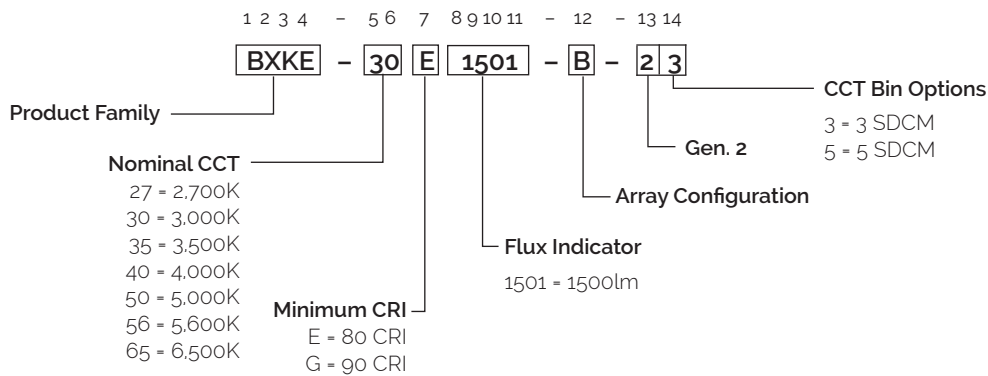 1 2 3 4 – 5 6 7 8 9 10 11 – 12 – 13 14
BXKE – 30 E 1501 – B – 2 3
Product Family
CCT Bin Options
3 = 3 SDCM
5 = 5 SDCM
Gen. 2
Nominal CCT
27 = 2,700K
30 = 3,000K
35 = 3,500K
40 = 4,000K
50 = 5,000K
56 = 5,600K
65 = 6,500K
Array Configuration
Flux Indicator
1501 = 1500lm
Minimum CRI
E = 80 CRI
G = 90 CRI